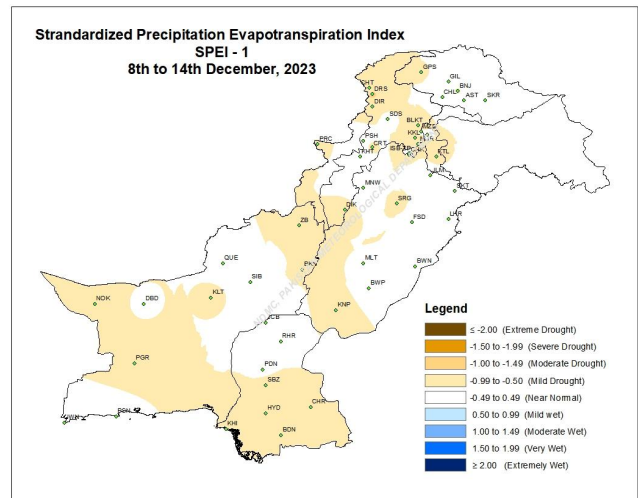 Strandardized Precipitation Evapotranspiration Index
SPEI - 1
8th to 14th December, 2023
GPS
GIL
BNJ
CHT
DRS
CHL
AST
SKR
DIR
SDS
BLKT
KKL
PSH
PRC
CRT
KTL
MNW
SKT
DIK
SRG
ZB
FSD
LHR
QUE
MLT
BWN
SIB
BWP
NOK
DBD
KLT
KNP
JCB
RHR
PGR
PDN
SBZ
HYD
CHR
KHI
BDN
Legend
≤ -2.00 (Extreme Drought)
-1.50 to -1.99 (Severe Drought)
-1.00 to -1.49 (Moderate Drought)
-0.99 to -0.50 (Mild Drought)
-0.49 to 0.49 (Near Normal)
0.50 to 0.99 (Mild wet)
1.00 to 1.49 (Moderate Wet)
1.50 to 1.99 (Very Wet)
≥ 2.00 (Extremely Wet)